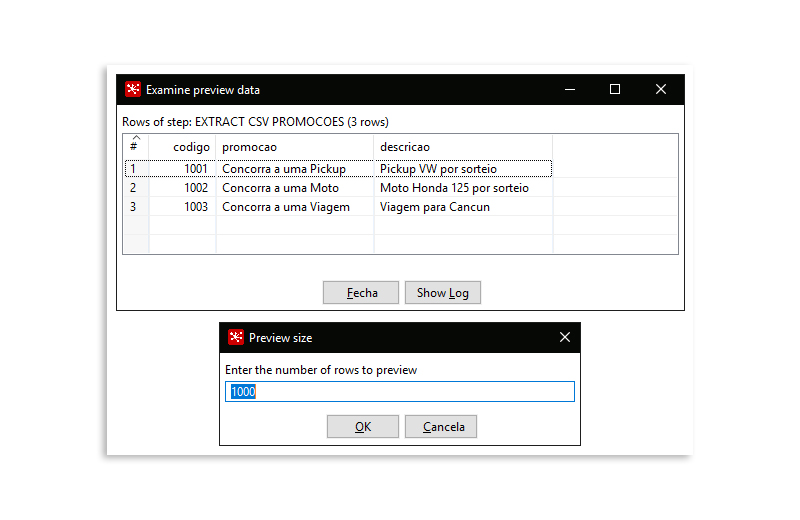 Examine preview data
Rows of step: EXTRACT CSV PROMOCOES (3 rows)
# codigo promocao descricao
1 1001 Concorra a uma Pickup Pickup VW por sorteio
2 1002 Concorra a uma Moto Moto Honda 125 por sorteio
3 1003 Concorra a uma Viagem Viagem para Cancun
Fecha Show Log
Preview size
Enter the number of rows to preview
1000
OK Cancela